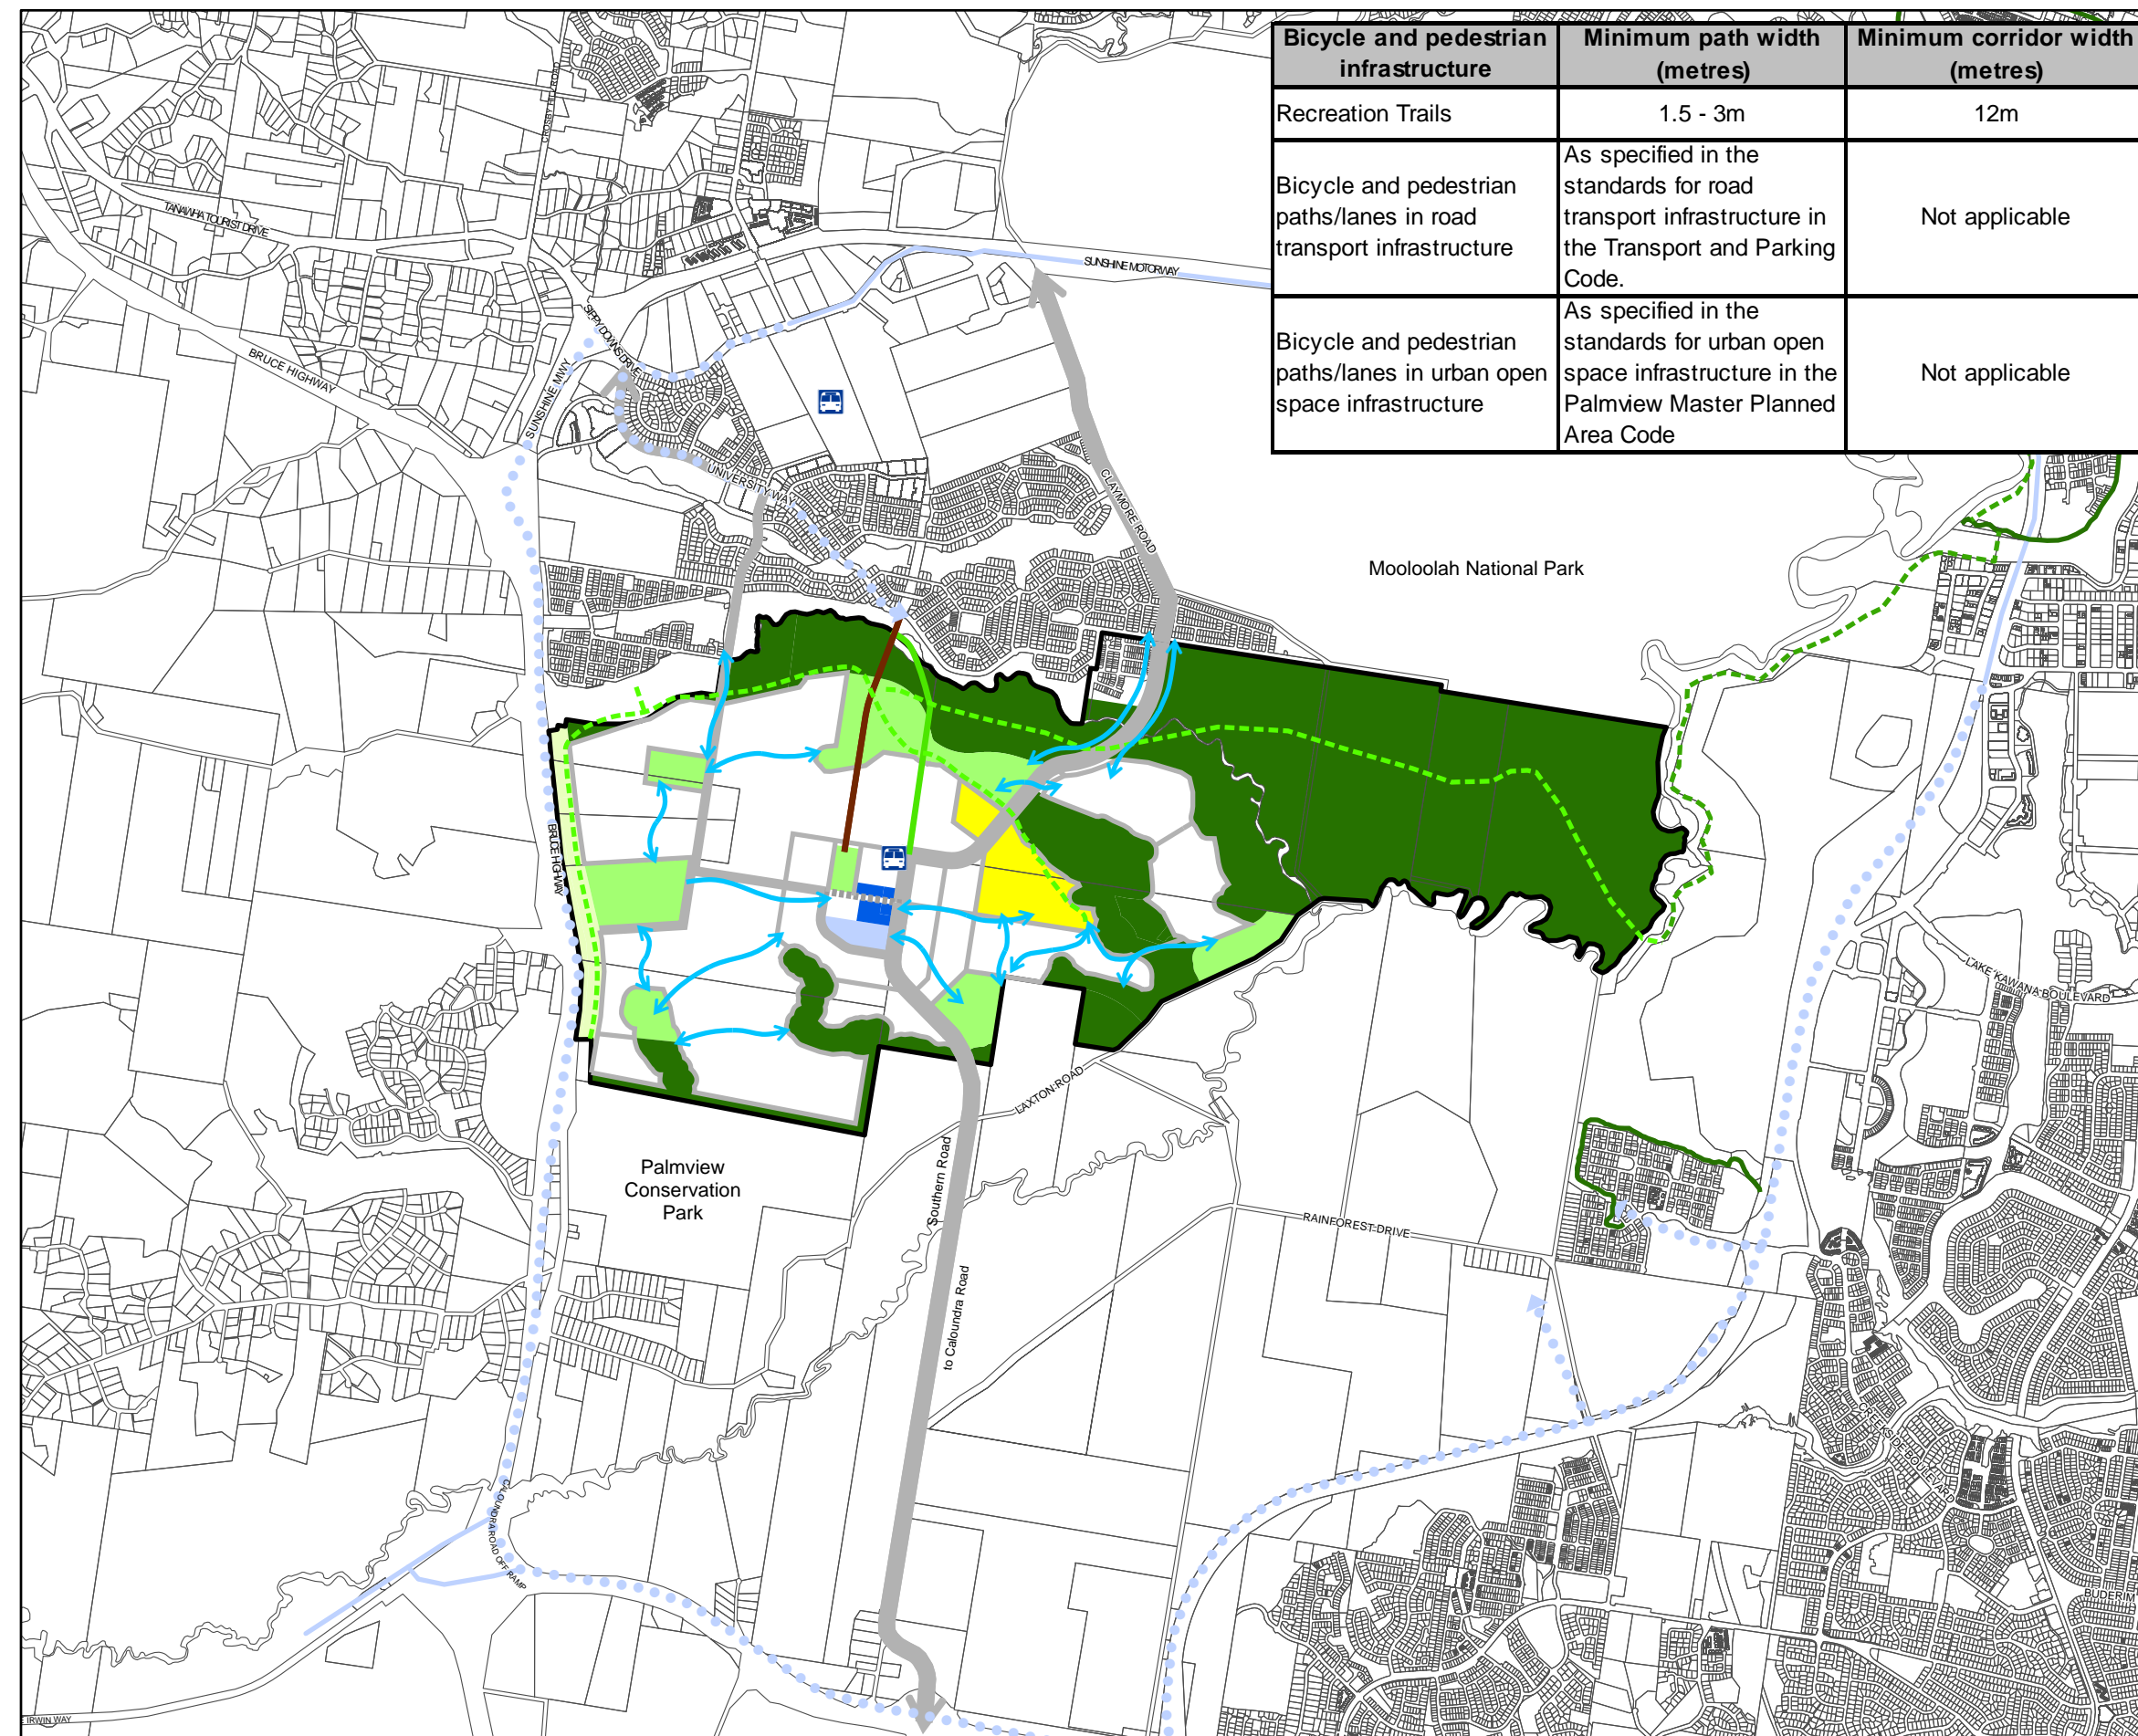 Bicycle and pedestrian
infrastructure
Minimum path width
(metres)
Minimum corridor width
(metres)
Recreation Trails
1.5 - 3m
12m
Bicycle and pedestrian
paths/lanes in road
transport infrastructure
As specified in the
standards for road
transport infrastructure in
the Transport and Parking
Code.
Not applicable
Bicycle and pedestrian
paths/lanes in urban open
space infrastructure
As specified in the
standards for urban open
space infrastructure in the
Palmview Master Planned
Area Code
Not applicable
CROSBY HILL ROAD
TANAWHA TOURIST DRIVE
SUNSHINE MOTORWAY
SIPPY DOWNS DRIVE
BRUCE HIGHWAY
SUNSHINE MWY
UNIVERSITY WAY
CLAYMORE ROAD
Mooloolah National Park
BRUCE HIGHWAY
LAKE KAWANA BOULEVARD
LAXTON ROAD
Palmview
Conservation
Park
Southern Road
to Caloundra Road
RAINFOREST DRIVE
CREEKSIDE BOULEVARD
CALOUNDRA ROAD OFF RAMP
BUDERIM
IRWIN WAY